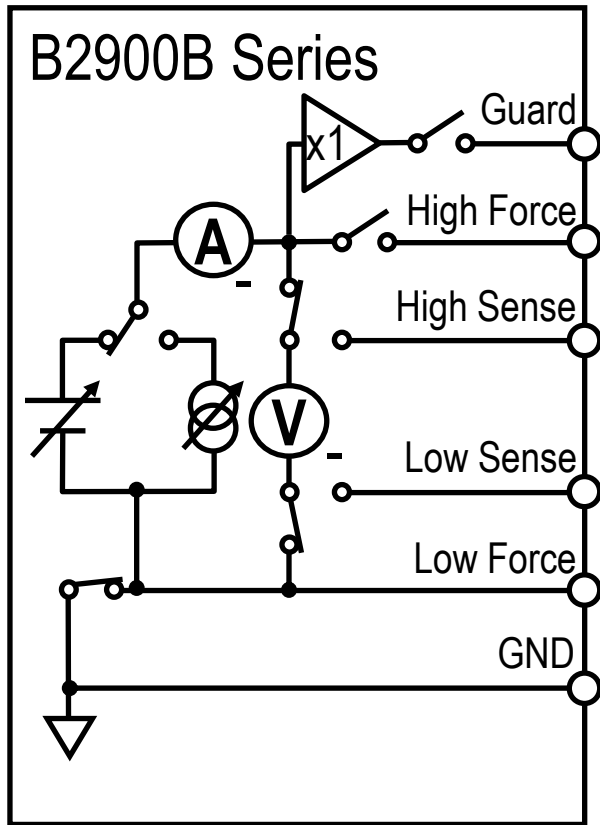 B2900B Series
Guard
x1
High Force
A
-
High Sense
V
-
Low Sense
Low Force
GND